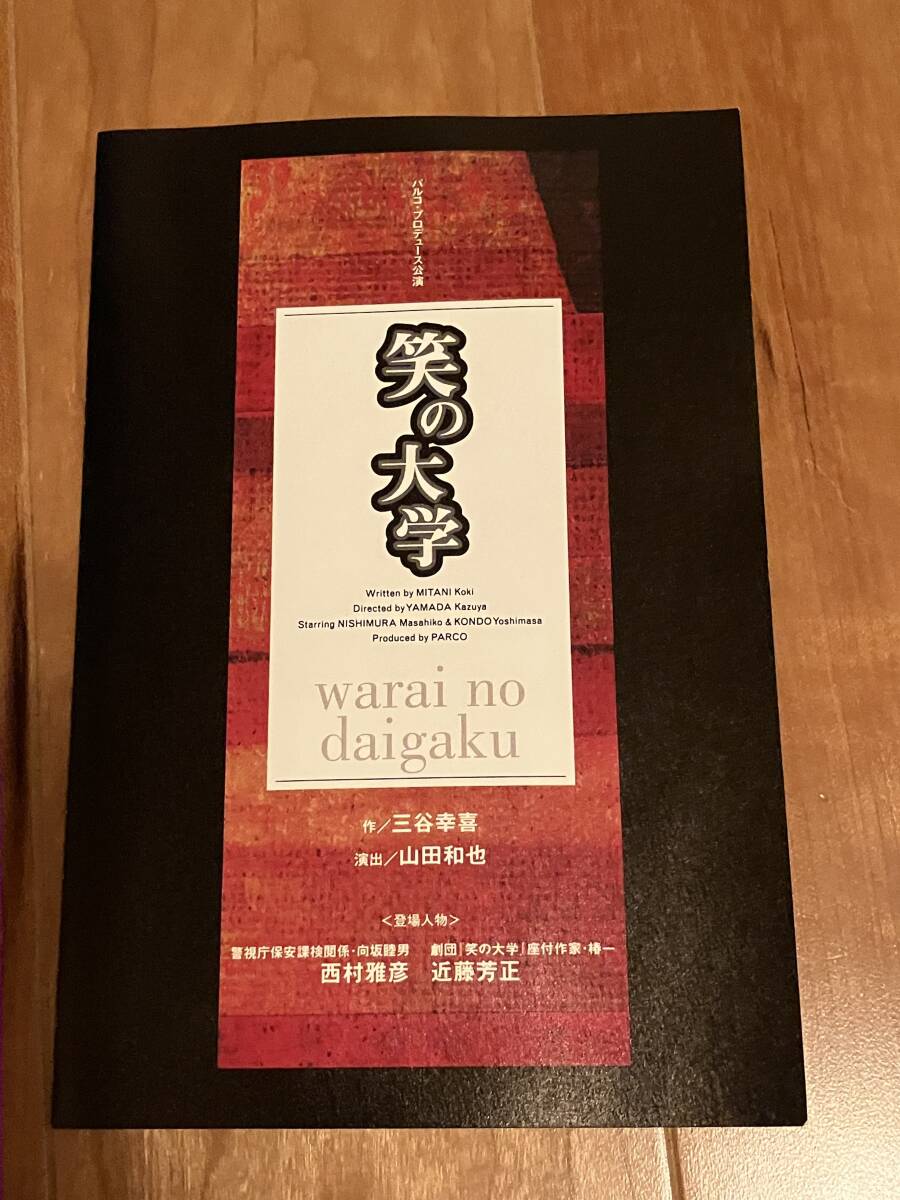 パルコ・プロデュース公演
笑の大学
Written by MITANI Koki
Directed by YAMADA Kazuya
Starring NISHIMURA Masahiko & KONDO Yoshimasa
Produced by PARCO
warai no
daigaku
作／三谷幸喜
演出／山田和也
＜登場人物＞
警視庁保安課検閲係・向坂睦男　劇団「笑の大学」座付作家・椿一
西村雅彦　近藤芳正